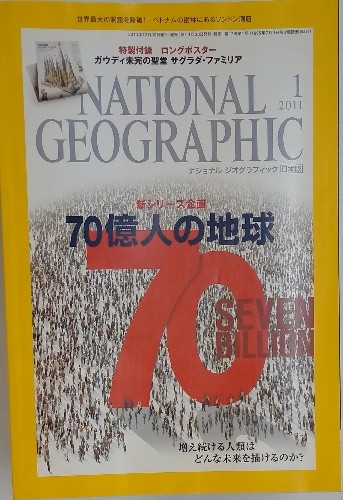 世界最大の洞窟を踏破! ベトナムの密林にあるソンドン洞窟
特製付録 ロングポスター
ガウディ未完の聖堂 サグラダ・ファミリア
NATIONAL
GEOGRAPHIC
1
2011
ナショナル ジオグラフィック 日本版
新シリーズ企画
70億人の地球
70
SEVEN
BILLION
増え続ける人類は
どんな未来を描けるのか?